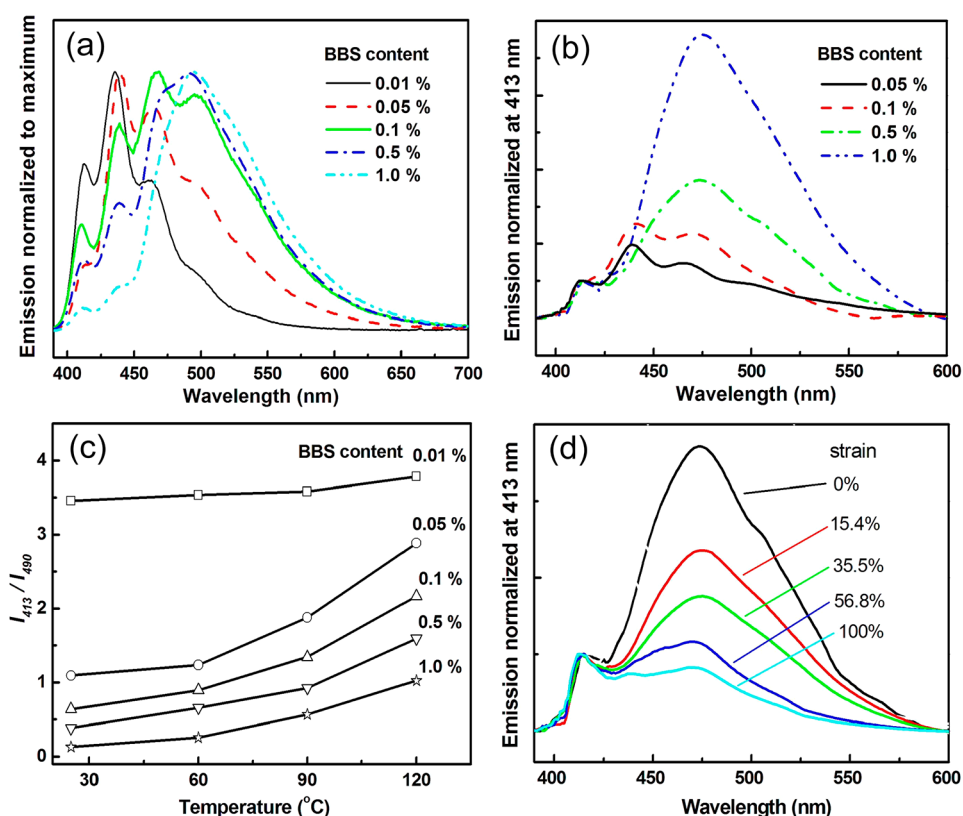 (a)
BBS content
0.01 %
0.05 %
0.1 %
0.5 %
1.0 %
Emission normalized to maximum
400 450 500 550 600 650 700
Wavelength (nm)
(b)
BBS content
0.05 %
0.1 %
0.5 %
1.0 %
Emission normalized at 413 nm
400 450 500 550 600
Wavelength (nm)
(c)
BBS content
0.01 %
0.05 %
0.1 %
0.5 %
1.0 %
I413 / I490
4
3
2
1
0
30 60 90 120
Temperature (°C)
(d)
strain
0%
15.4%
35.5%
56.8%
100%
Emission normalized at 413 nm
400 450 500 550 600
Wavelength (nm)